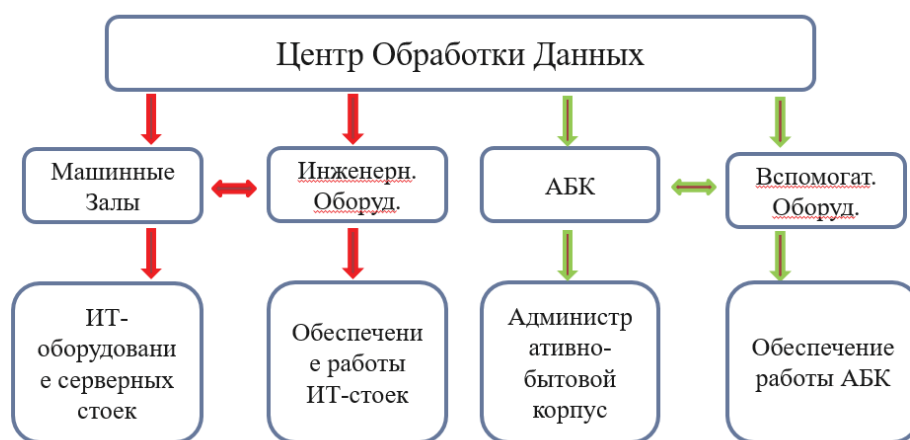 Центр Обработки Данных
Машинные
Залы
Инженерн.
Оборуд.
АБК
Вспомогат.
Оборуд.
ИТ-
оборудовани
е серверных
стоек
Обеспечени
е работы
ИТ-стоек
Администр
ативно-
бытовой
корпус
Обеспечение
работы АБК